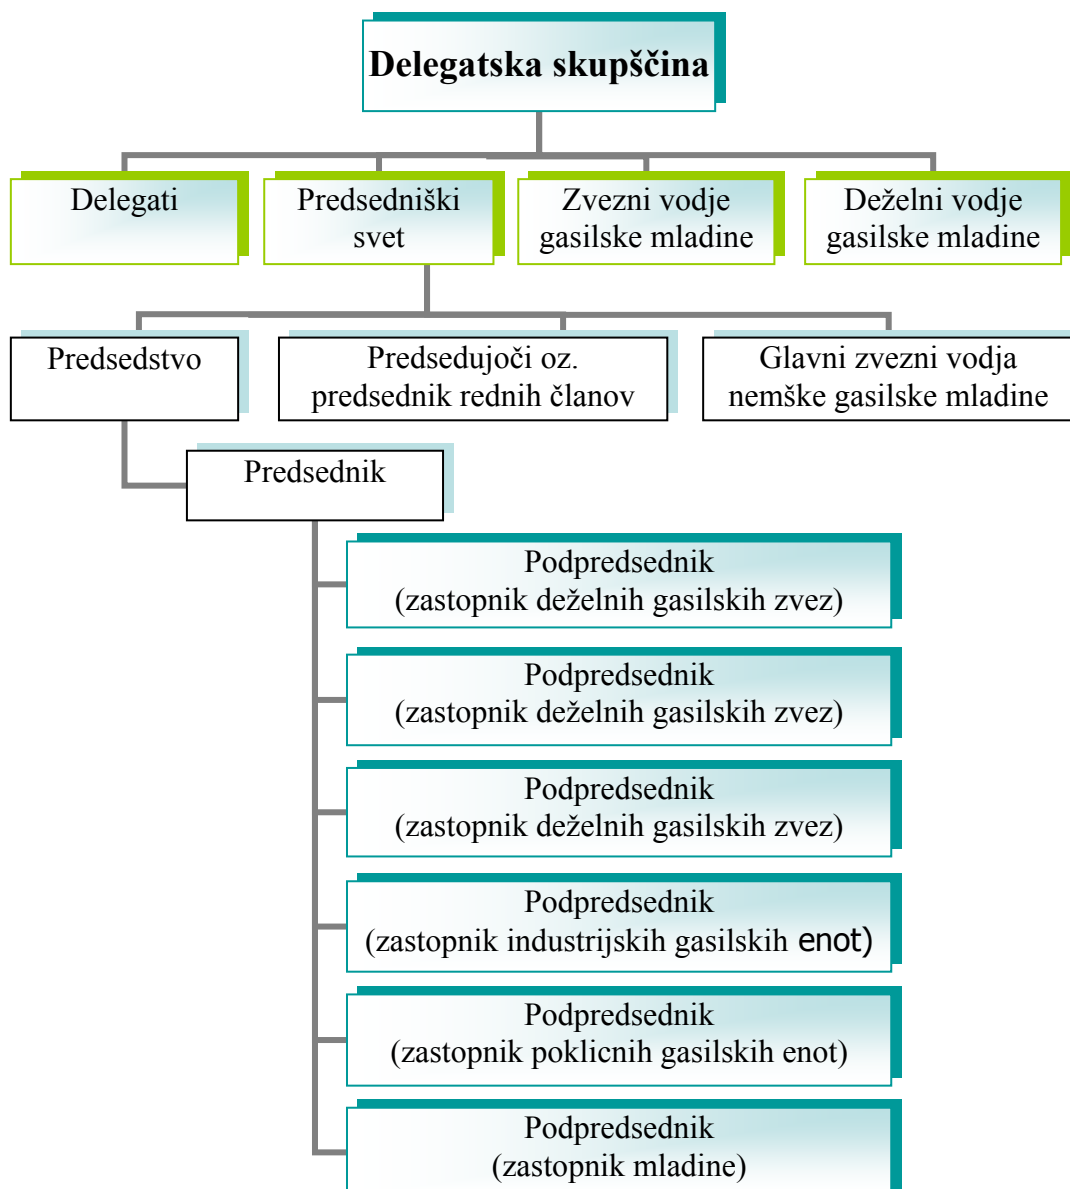 Delegatska skupščina
Delegati
Predsedniški
svet
Zvezni vodje
gasilske mladine
Deželni vodje
gasilske mladine
Predsedstvo
Predsedujoči oz.
predsednik rednih članov
Glavni zvezni vodja
nemške gasilske mladine
Predsednik
Podpredsednik
(zastopnik deželnih gasilskih zvez)
Podpredsednik
(zastopnik deželnih gasilskih zvez)
Podpredsednik
(zastopnik deželnih gasilskih zvez)
Podpredsednik
(zastopnik industrijskih gasilskih enot)
Podpredsednik
(zastopnik poklicnih gasilskih enot)
Podpredsednik
(zastopnik mladine)